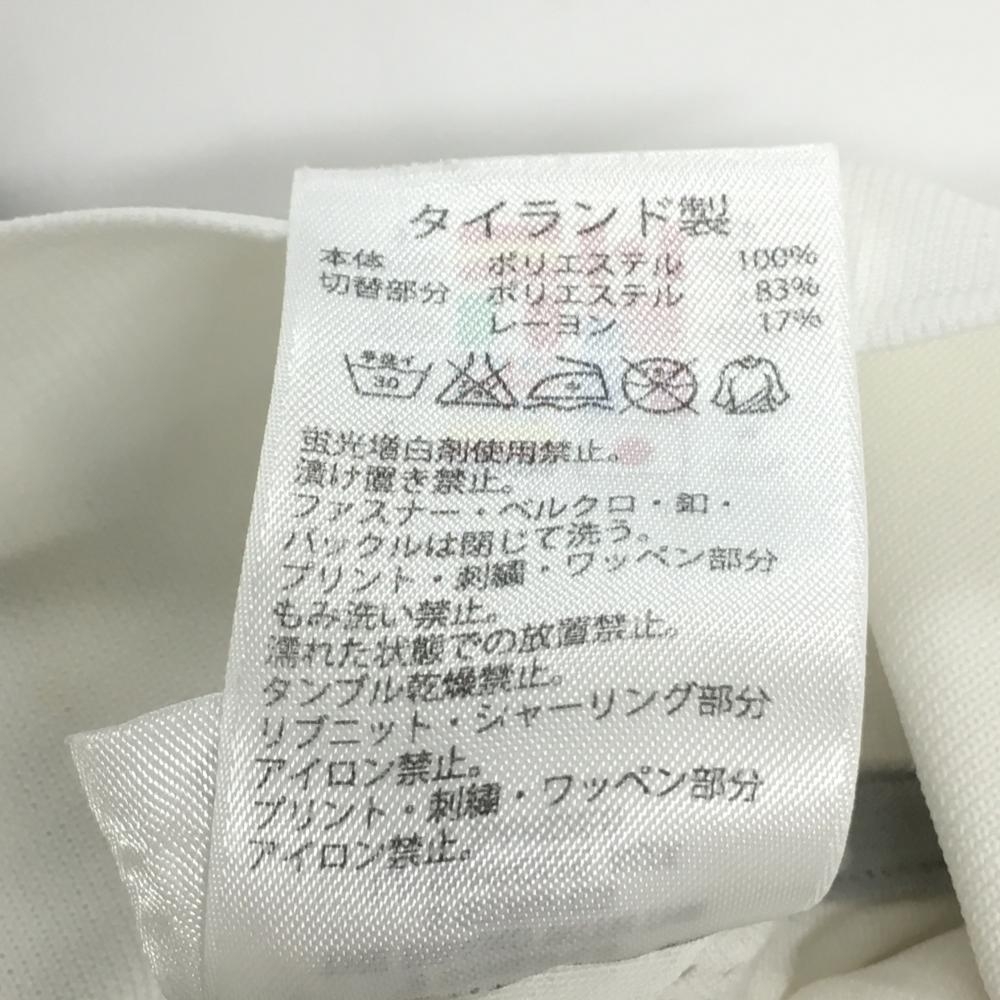 タイランド製
本体 ポリエステル 100%
切替部分 ポリエステル 83%
レーヨン 17%
手洗イ
30
蛍光増白剤使用禁止。
漬け置き禁止。
ファスナー・ベルクロ・釦・
バックルは閉じて洗う。
プリント・刺繍・ワッペン部分
もみ洗い禁止。
濡れた状態での放置禁止。
タンブル乾燥禁止。
リブニット・シャーリング部分
アイロン禁止。
プリント・刺繍・ワッペン部分
アイロン禁止。